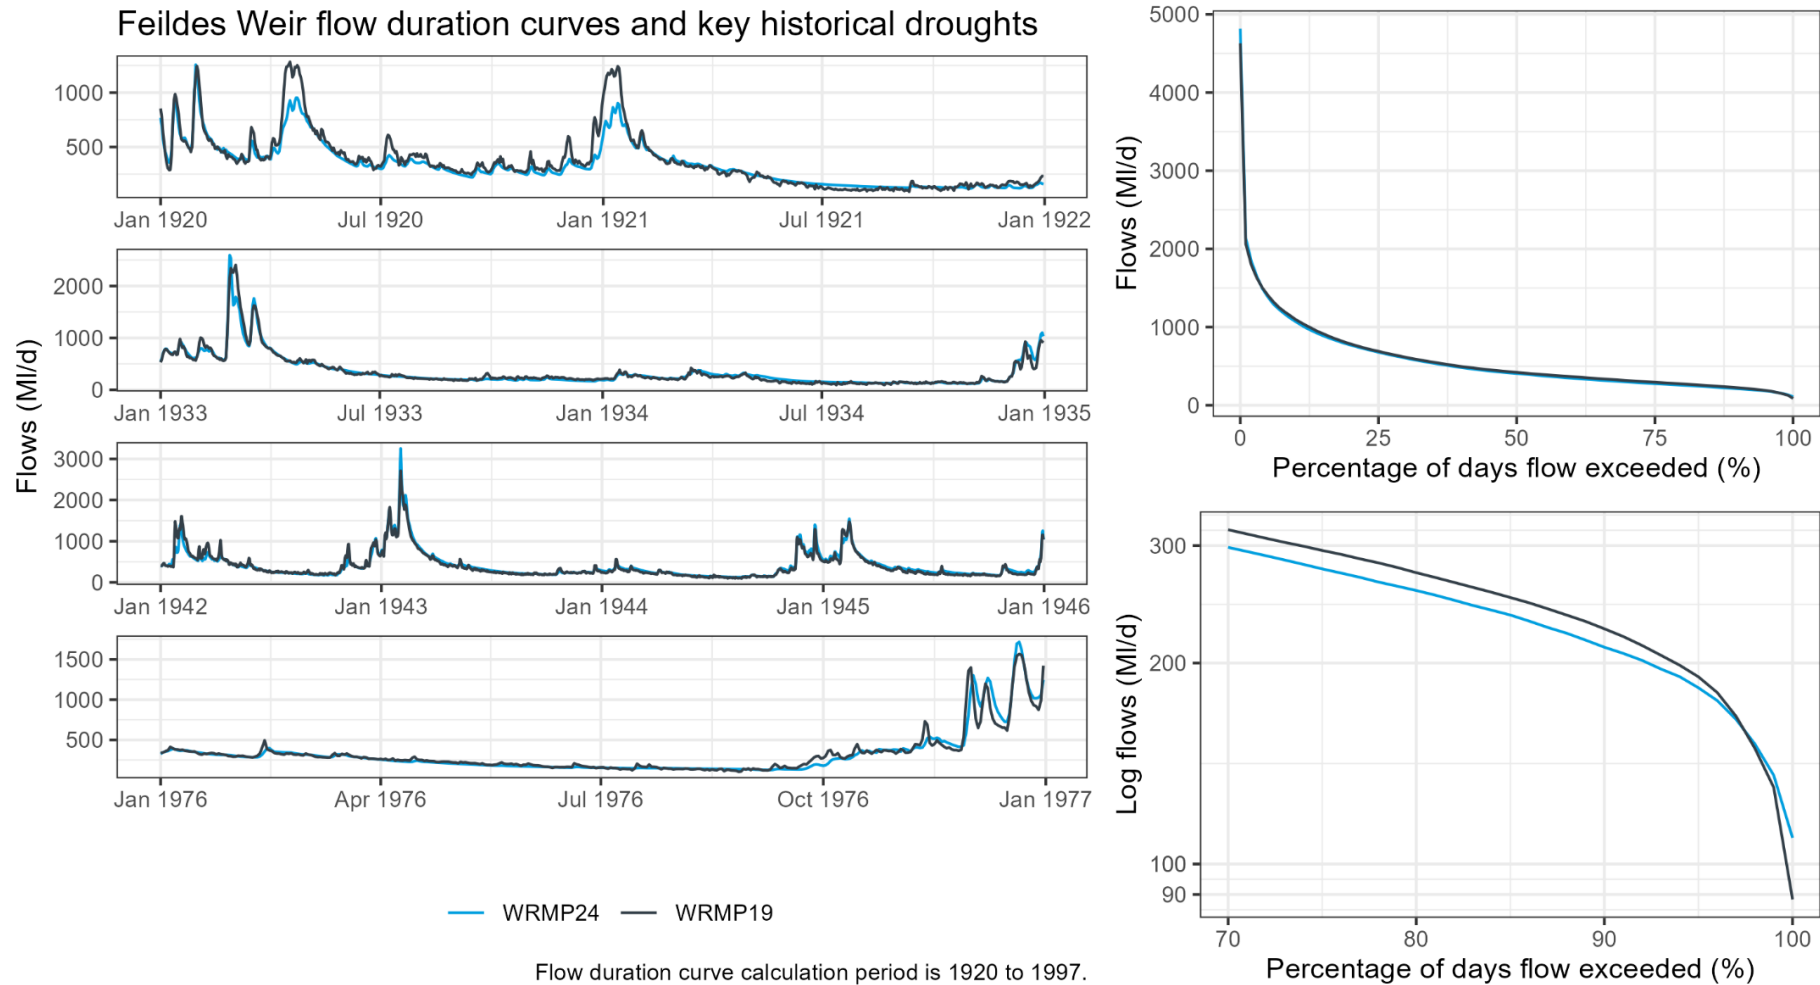 Feildes Weir flow duration curves and key historical droughts
Flows (Ml/d)
1000
500
Jan 1920
Jul 1920
Jan 1921
Jul 1921
Jan 1922
2000
1000
0
Jan 1933
Jul 1933
Jan 1934
Jul 1934
Jan 1935
3000
2000
1000
0
Jan 1942
Jan 1943
Jan 1944
Jan 1945
Jan 1946
1500
1000
500
Jan 1976
Apr 1976
Jul 1976
Oct 1976
Jan 1977
WRMP24
WRMP19
Flow duration curve calculation period is 1920 to 1997.
Flows (Ml/d)
5000
4000
3000
2000
1000
0
0
25
50
75
100
Percentage of days flow exceeded (%)
Log flows (Ml/d)
300
200
100
90
70
80
90
100
Percentage of days flow exceeded (%)